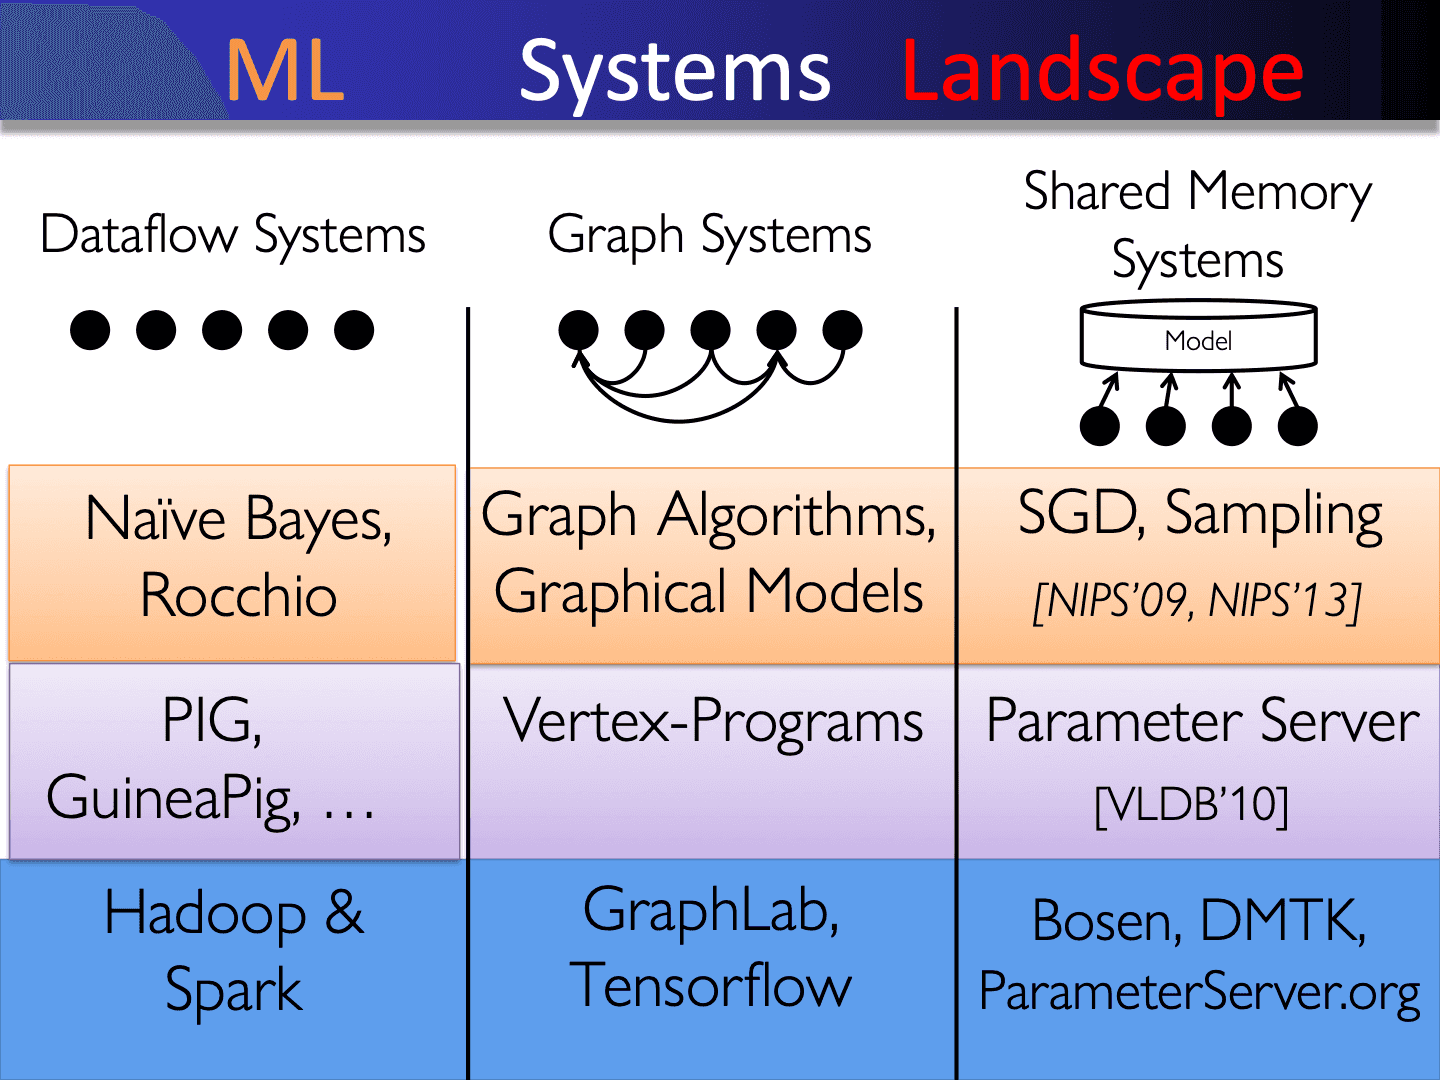 ML Systems Landscape
Dataflow Systems
Graph Systems
Shared Memory
Systems
Model
Naïve Bayes,
Rocchio
Graph Algorithms,
Graphical Models
SGD, Sampling
[NIPS’09, NIPS’13]
PIG,
GuineaPig, …
Vertex-Programs
Parameter Server
[VLDB’10]
Hadoop &
Spark
GraphLab,
Tensorflow
Bosen, DMTK,
ParameterServer.org